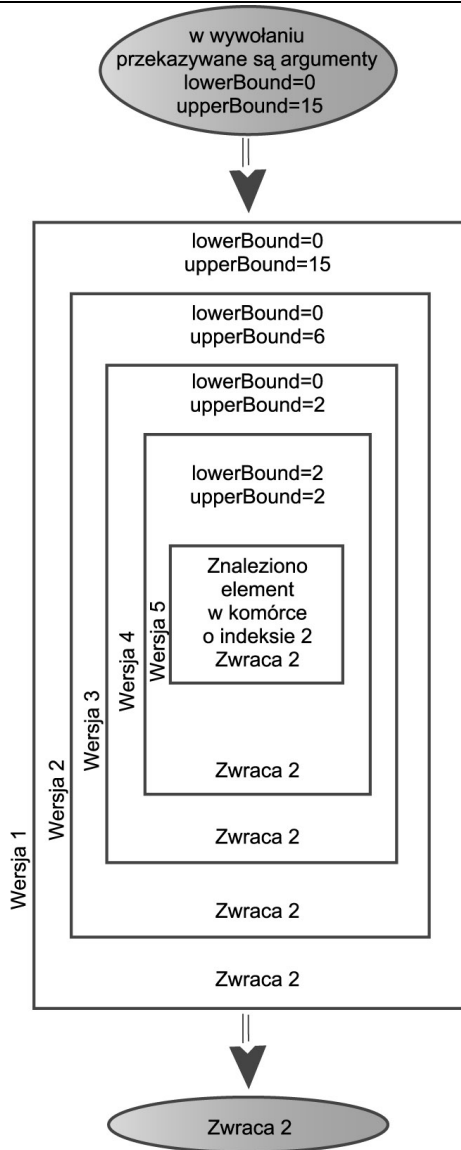 w wywołaniu
przekazywane są argumenty
lowerBound=0
upperBound=15
lowerBound=0
upperBound=15
lowerBound=0
upperBound=6
lowerBound=0
upperBound=2
lowerBound=2
upperBound=2
Znaleziono
element
w komórce
o indeksie 2
Zwraca 2
Wersja 5
Wersja 4
Wersja 3
Wersja 2
Wersja 1
Zwraca 2
Zwraca 2
Zwraca 2
Zwraca 2
Zwraca 2